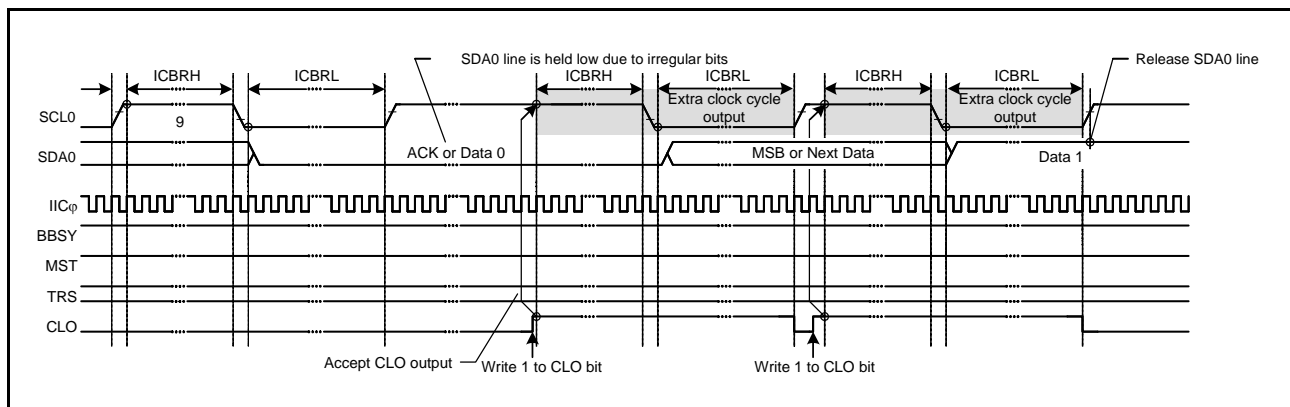 SDA0 line is held low due to irregular bits
Release SDA0 line
ICBRH
ICBRL
ICBRH
ICBRL
ICBRH
ICBRL
SCL0
9
Extra clock cycle
output
Extra clock cycle
output
SDA0
ACK or Data 0
MSB or Next Data
Data 1
IICφ
BBSY
MST
TRS
CLO
Accept CLO output
Write 1 to CLO bit
Write 1 to CLO bit